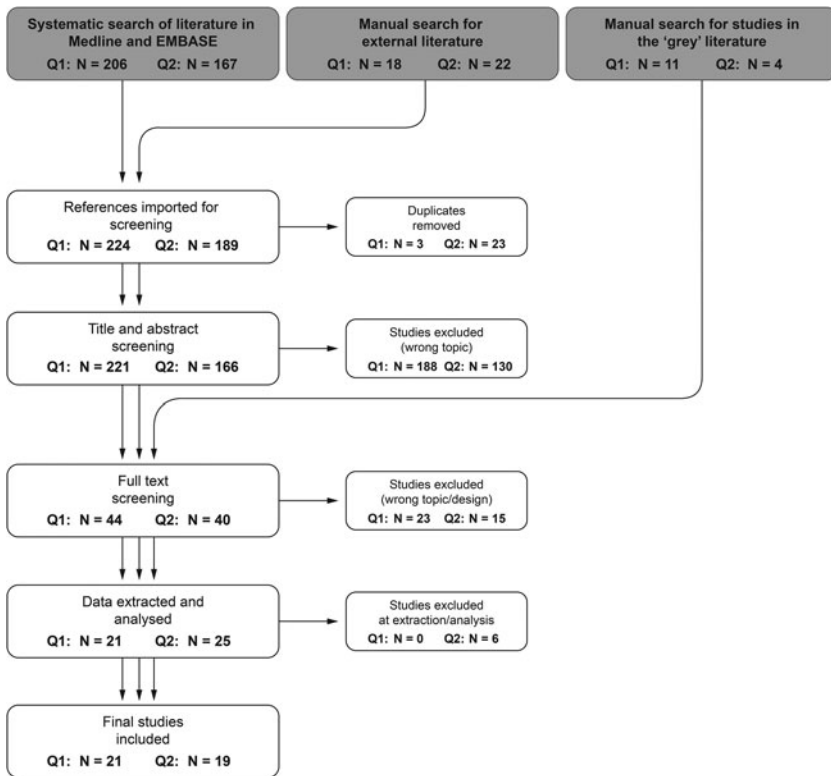 Systematic search of literature in
Medline and EMBASE
Q1: N = 206 Q2: N = 167
Manual search for
external literature
Q1: N = 18 Q2: N = 22
Manual search for studies in
the ‘grey’ literature
Q1: N = 11 Q2: N = 4
References imported for
screening
Q1: N = 224 Q2: N = 189
Duplicates
removed
Q1: N = 3 Q2: N = 23
Title and abstract
screening
Q1: N = 221 Q2: N = 166
Studies excluded
(wrong topic)
Q1: N = 188 Q2: N = 130
Full text
screening
Q1: N = 44 Q2: N = 40
Studies excluded
(wrong topic/design)
Q1: N = 23 Q2: N = 15
Data extracted and
analysed
Q1: N = 21 Q2: N = 25
Studies excluded
at extraction/analysis
Q1: N = 0 Q2: N = 6
Final studies
included
Q1: N = 21 Q2: N = 19